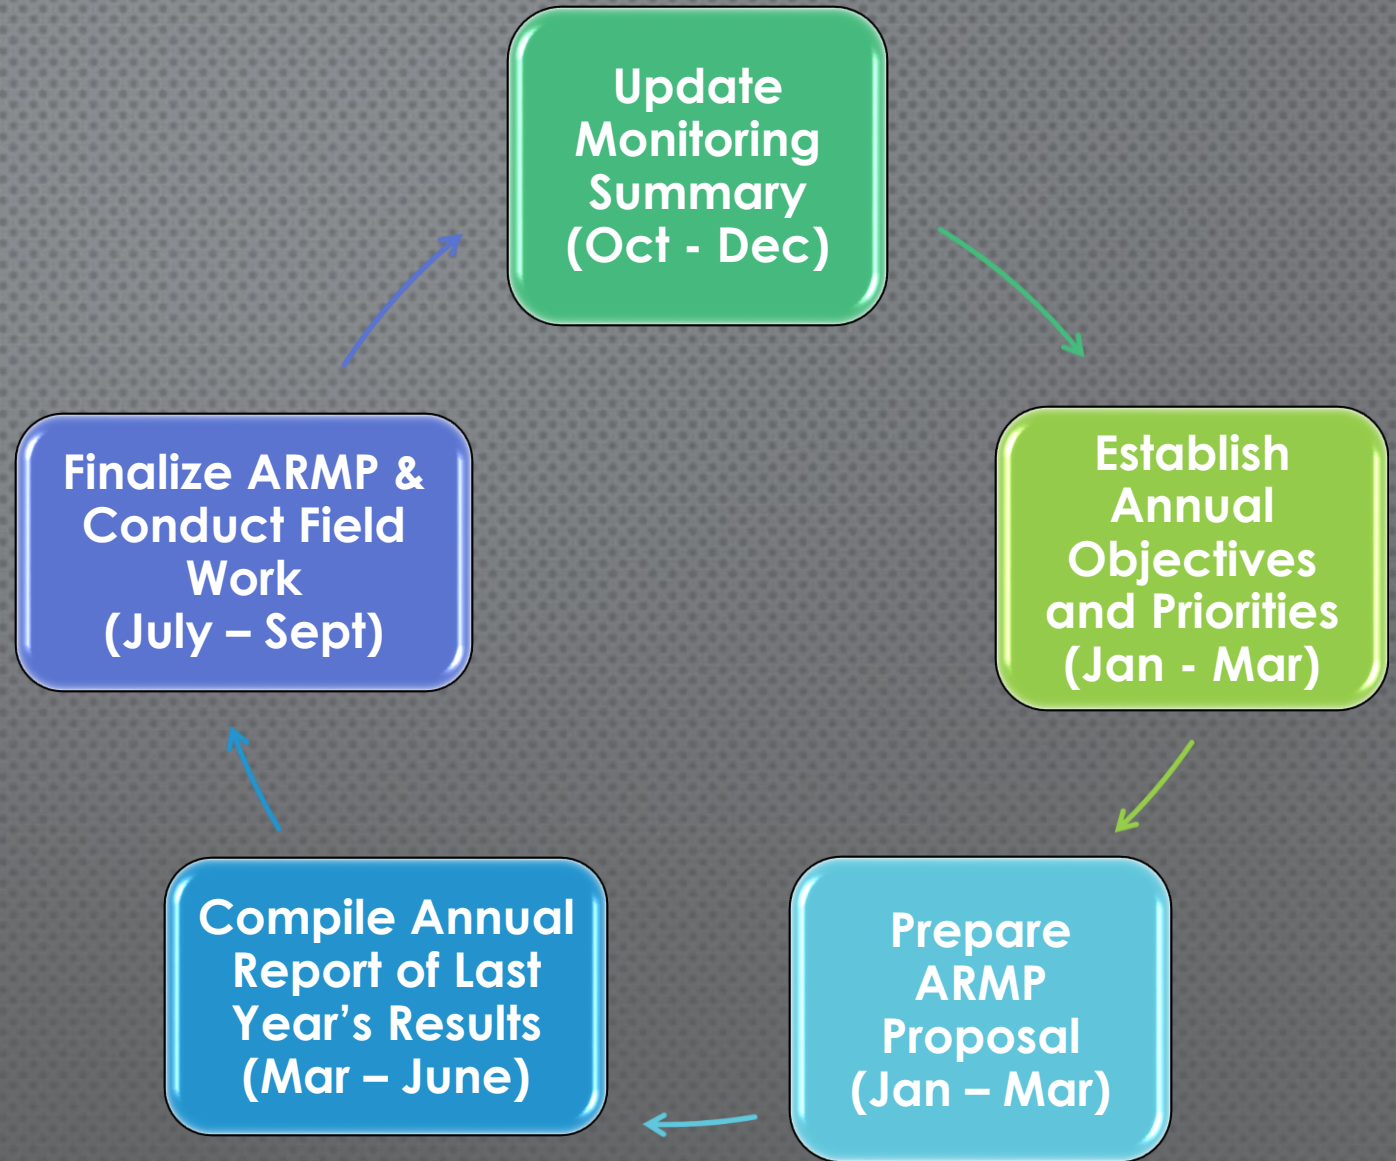 Update
Monitoring
Summary
(Oct - Dec)
Establish
Annual
Objectives
and Priorities
(Jan - Mar)
Prepare
ARMP
Proposal
(Jan – Mar)
Compile Annual
Report of Last
Year’s Results
(Mar – June)
Finalize ARMP &
Conduct Field
Work
(July – Sept)